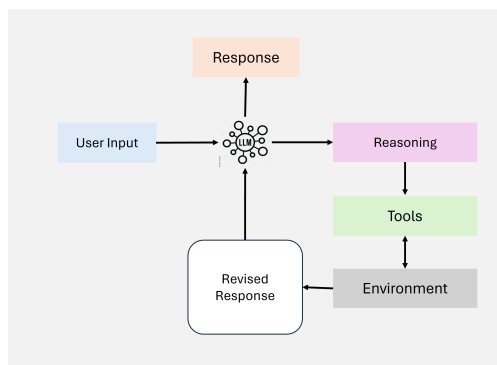 Response
User Input
LLM
Reasoning
Tools
Revised
Response
Environment